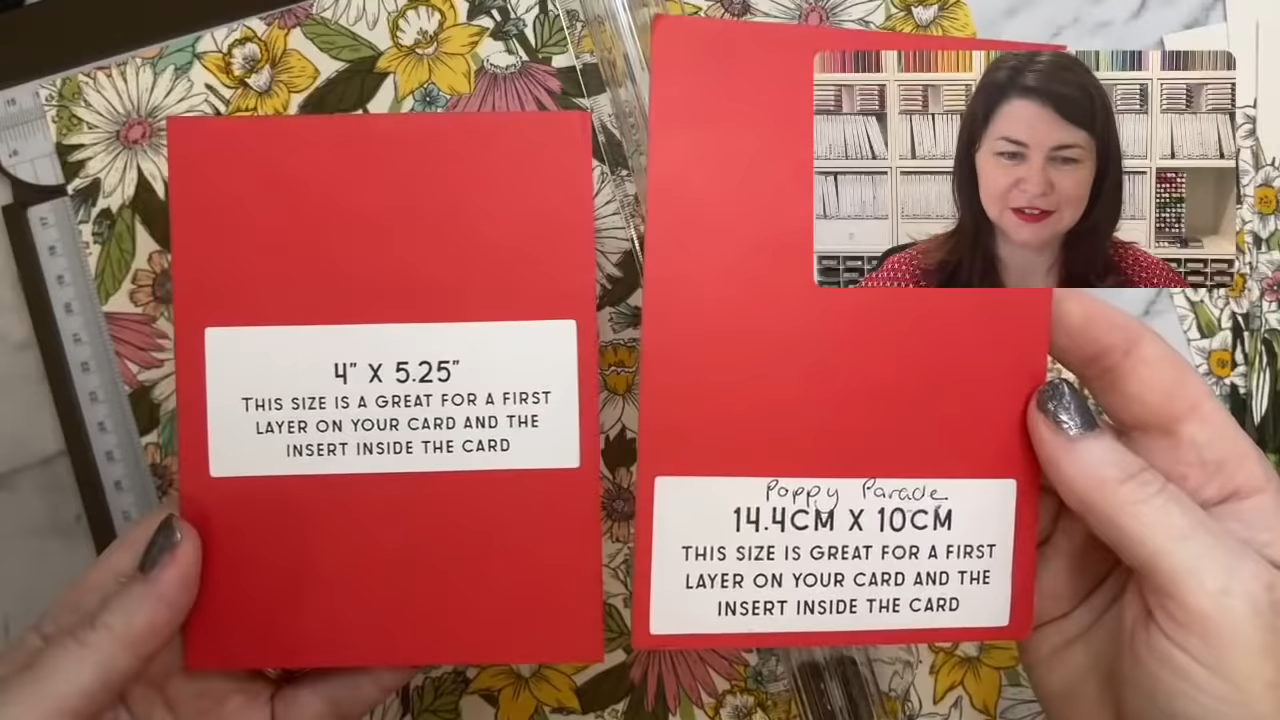 4" X 5.25"
THIS SIZE IS A GREAT FOR A FIRST
LAYER ON YOUR CARD AND THE
INSERT INSIDE THE CARD
Poppy Parade
14.4CM X 10CM
THIS SIZE IS GREAT FOR A FIRST
LAYER ON YOUR CARD AND THE
INSERT INSIDE THE CARD